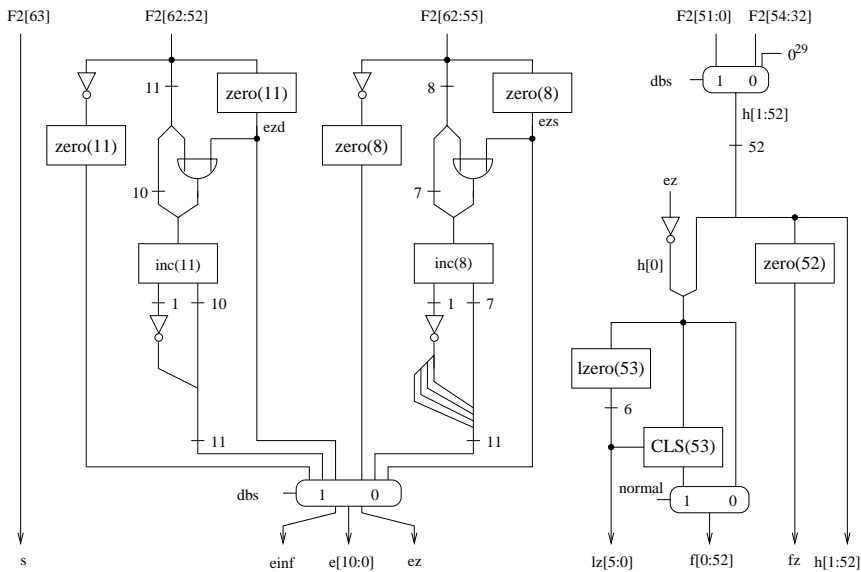 F2[63] F2[62:52] F2[62:55] F2[51:0] F2[54:32]
0^29
dbs 1 0
11 zero(11) 8 zero(8)
h[1:52]
ezd ezs
52
zero(11) zero(8)
ez
10 7
h[0] zero(52)
inc(11) inc(8)
1 10 1 7
lzero(53)
6
11 11 CLS(53)
dbs 1 0 normal 1 0
s einf e[10:0] ez lz[5:0] f[0:52] fz h[1:52]